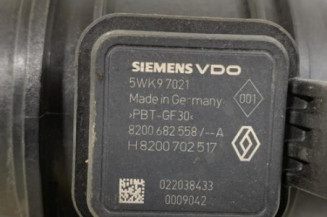 SIEMENS VDO
5WK9 7021
Made in Germany
001
>PBT-GF30<
8200 682 558 /--A
H 8200 702 517
022038433
0009042